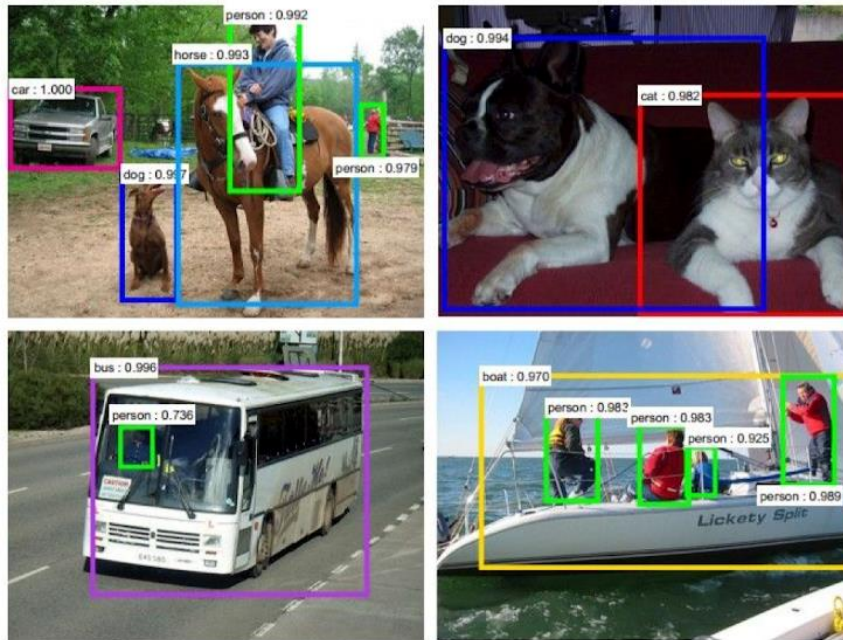 person : 0.992
horse : 0.993
car : 1.000
person : 0.979
dog : 0.997
dog : 0.994
cat : 0.982
bus : 0.996
person : 0.736
CAUTION
boat : 0.970
person : 0.983
person : 0.983
person : 0.925
person : 0.989
Lickety Split